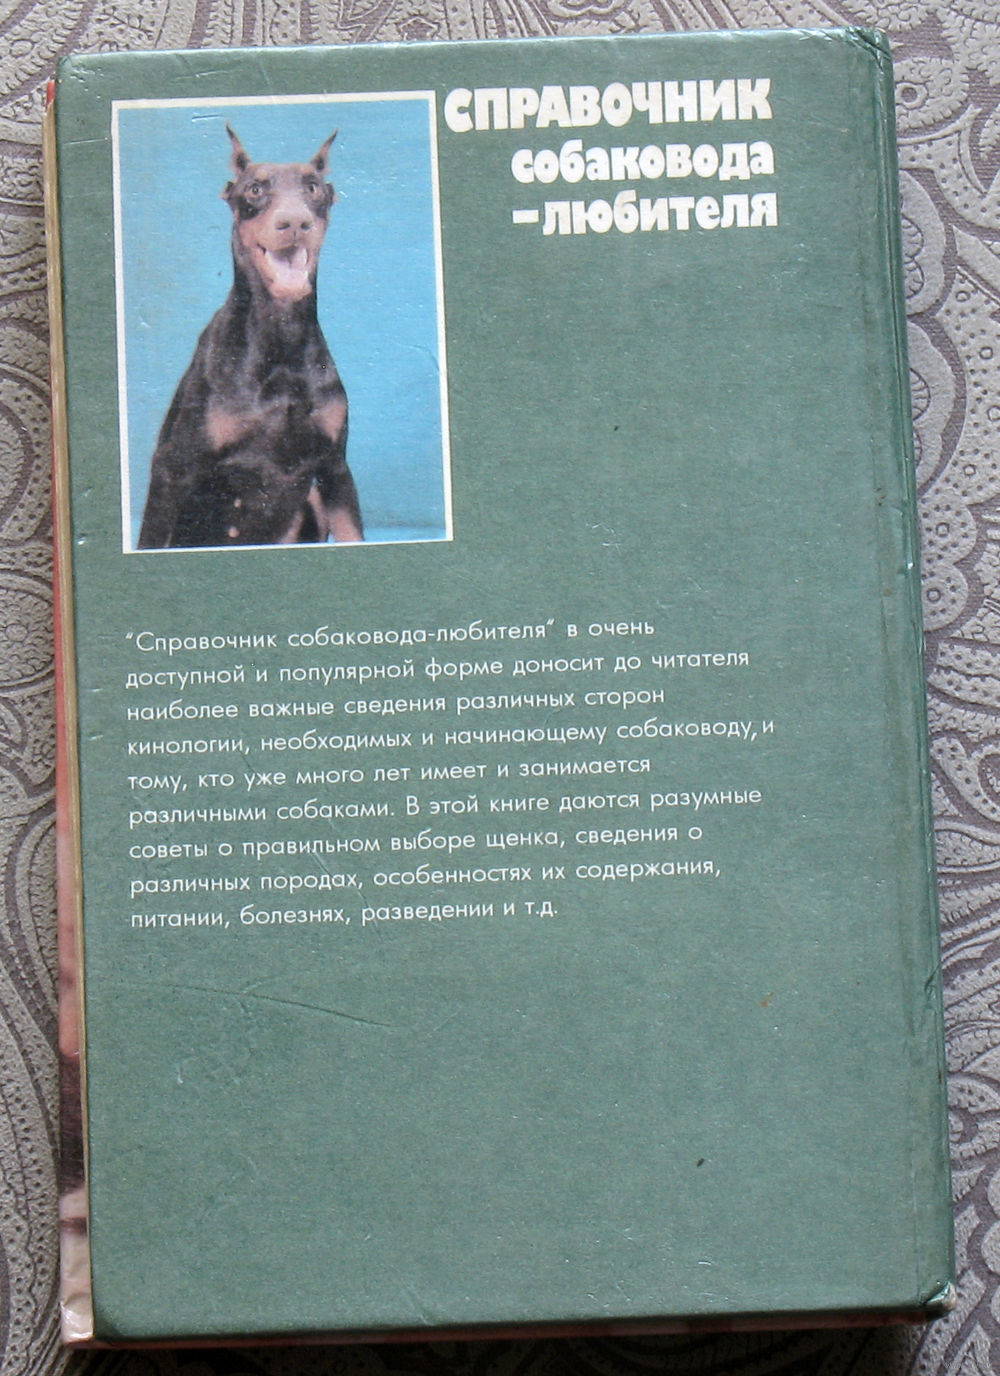 СПРАВОЧНИК
собаковода
-любителя
“Справочник собаковода-любителя“ в очень
доступной и популярной форме доносит до читателя
наиболее важные сведения различных сторон
кинологии, необходимых и начинающему собаководу, и
тому, кто уже много лет имеет и занимается
различными собаками. В этой книге даются разумные
советы о правильном выборе щенка, сведения о
различных породах, особенностях их содержания,
питании, болезнях, разведении и т.д.